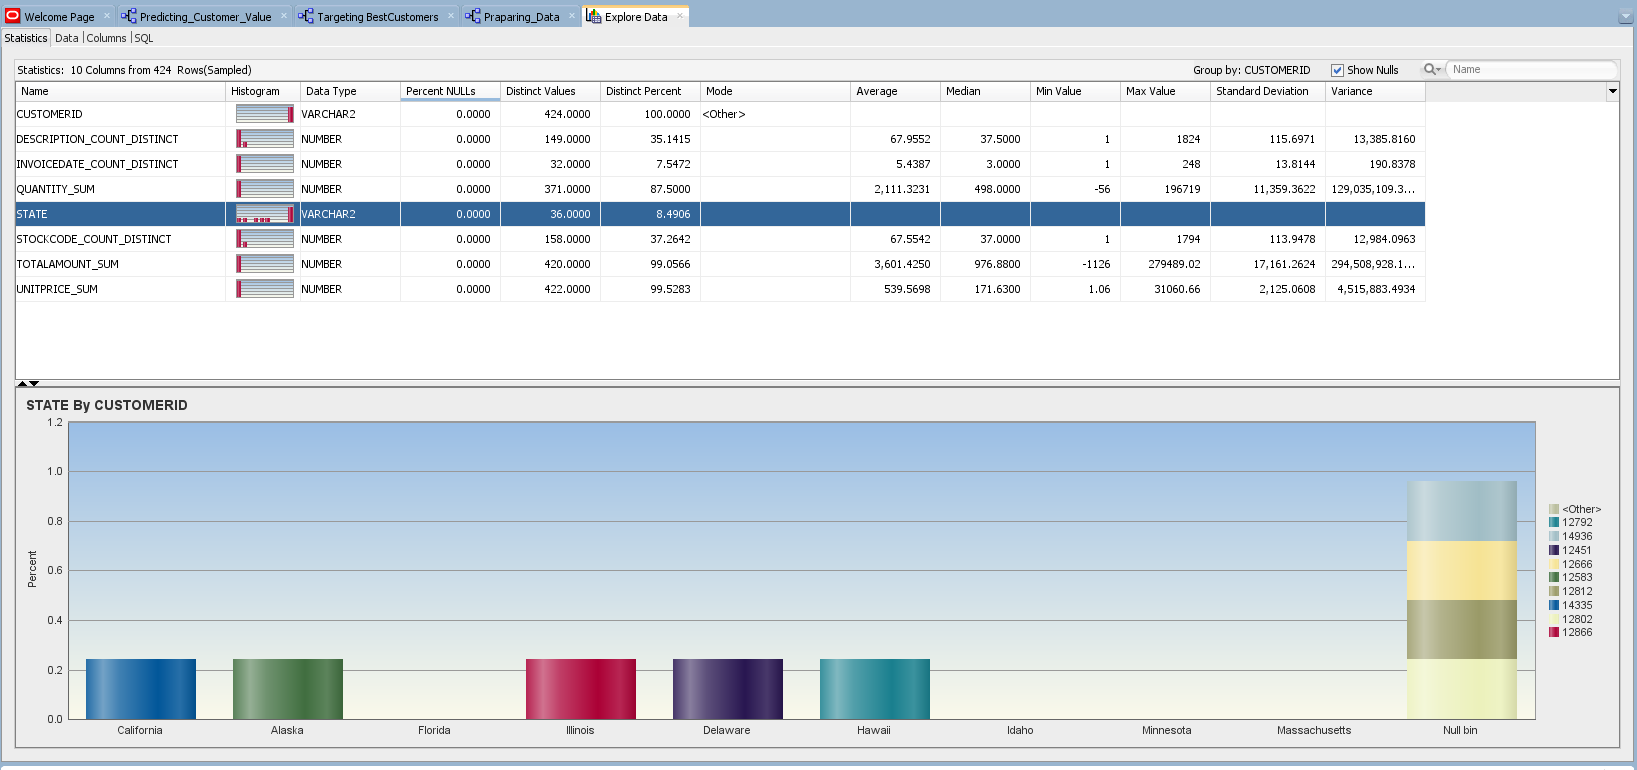 Welcome Page Predicting_Customer_Value Targeting BestCustomers Praparing_Data Explore Data
Statistics Data Columns SQL
Statistics: 10 Columns from 424 Rows(Sampled) Group by: CUSTOMERID Show Nulls Name
Name Histogram Data Type Percent NULLs Distinct Values Distinct Percent Mode Average Median Min Value Max Value Standard Deviation Variance
CUSTOMERID VARCHAR2 0.0000 424.0000 100.0000 <Other>
DESCRIPTION_COUNT_DISTINCT NUMBER 0.0000 149.0000 35.1415 67.9552 37.5000 1 1824 115.6971 13,385.8160
INVOICEDATE_COUNT_DISTINCT NUMBER 0.0000 32.0000 7.5472 5.4387 3.0000 1 248 13.8144 190.8378
QUANTITY_SUM NUMBER 0.0000 371.0000 87.5000 2,111.3231 498.0000 -56 196719 11,359.3622 129,035,109.3...
STATE VARCHAR2 0.0000 36.0000 8.4906
STOCKCODE_COUNT_DISTINCT NUMBER 0.0000 158.0000 37.2642 67.5542 37.0000 1 1794 113.9478 12,984.0963
TOTALAMOUNT_SUM NUMBER 0.0000 420.0000 99.0566 3,601.4250 976.8800 -1126 279489.02 17,161.2624 294,508,928.1...
UNITPRICE_SUM NUMBER 0.0000 422.0000 99.5283 539.5698 171.6300 1.06 31060.66 2,125.0608 4,515,883.4934
STATE By CUSTOMERID
1.2
1.0
0.8
0.6
0.4
0.2
0.0
Percent
California Alaska Florida Illinois Delaware Hawaii Idaho Minnesota Massachusetts Null bin
<Other>
12792
14936
12451
12666
12583
12812
14335
12802
12866